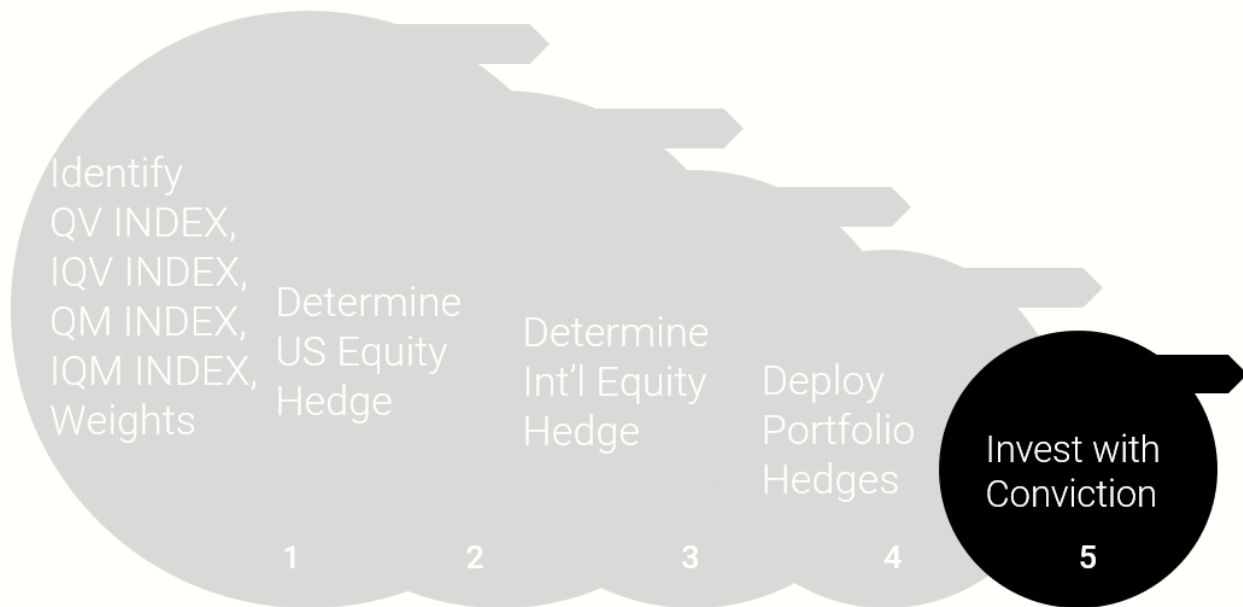 Identify
QV INDEX,
IQV INDEX,
QM INDEX,
IQM INDEX,
Weights
1
Determine
US Equity
Hedge
2
Determine
Int'l Equity
Hedge
3
Deploy
Portfolio
Hedges
4
Invest with
Conviction
5